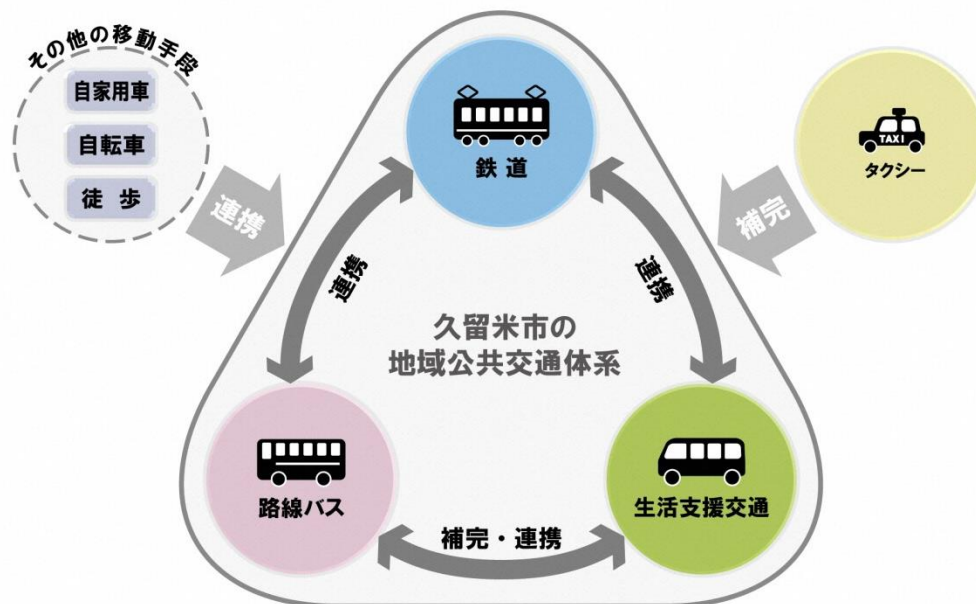 その他の移動手段
自家用車
自転車
徒歩
連携
鉄道
TAXI
タクシー
補完
連携
連携
久留米市の
地域公共交通体系
路線バス
補完・連携
生活支援交通